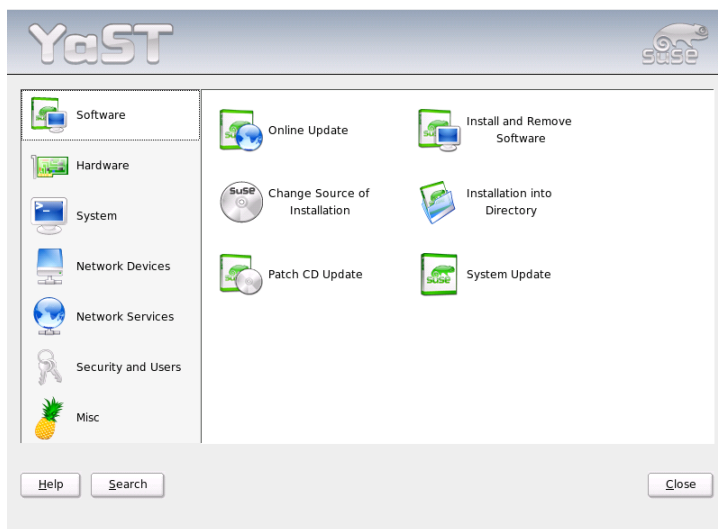 YaST
SUSE
Software
Hardware
System
Network Devices
Network Services
Security and Users
Misc
Online Update
Install and Remove
Software
Change Source of
Installation
Installation into
Directory
Patch CD Update
System Update
Help
Search
Close